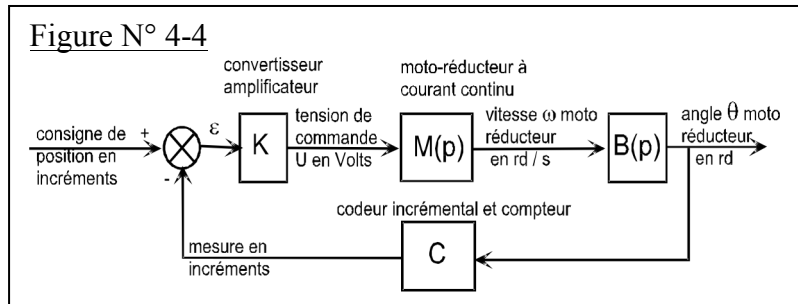 Figure N° 4-4
convertisseur
amplificateur
moto-réducteur à
courant continu
consigne de
position en
incréments
+
-
ε
K
tension de
commande
U en Volts
M(p)
vitesse ω moto
réducteur
en rd / s
B(p)
angle θ moto
réducteur
en rd
codeur incrémental et compteur
C
mesure en
incréments